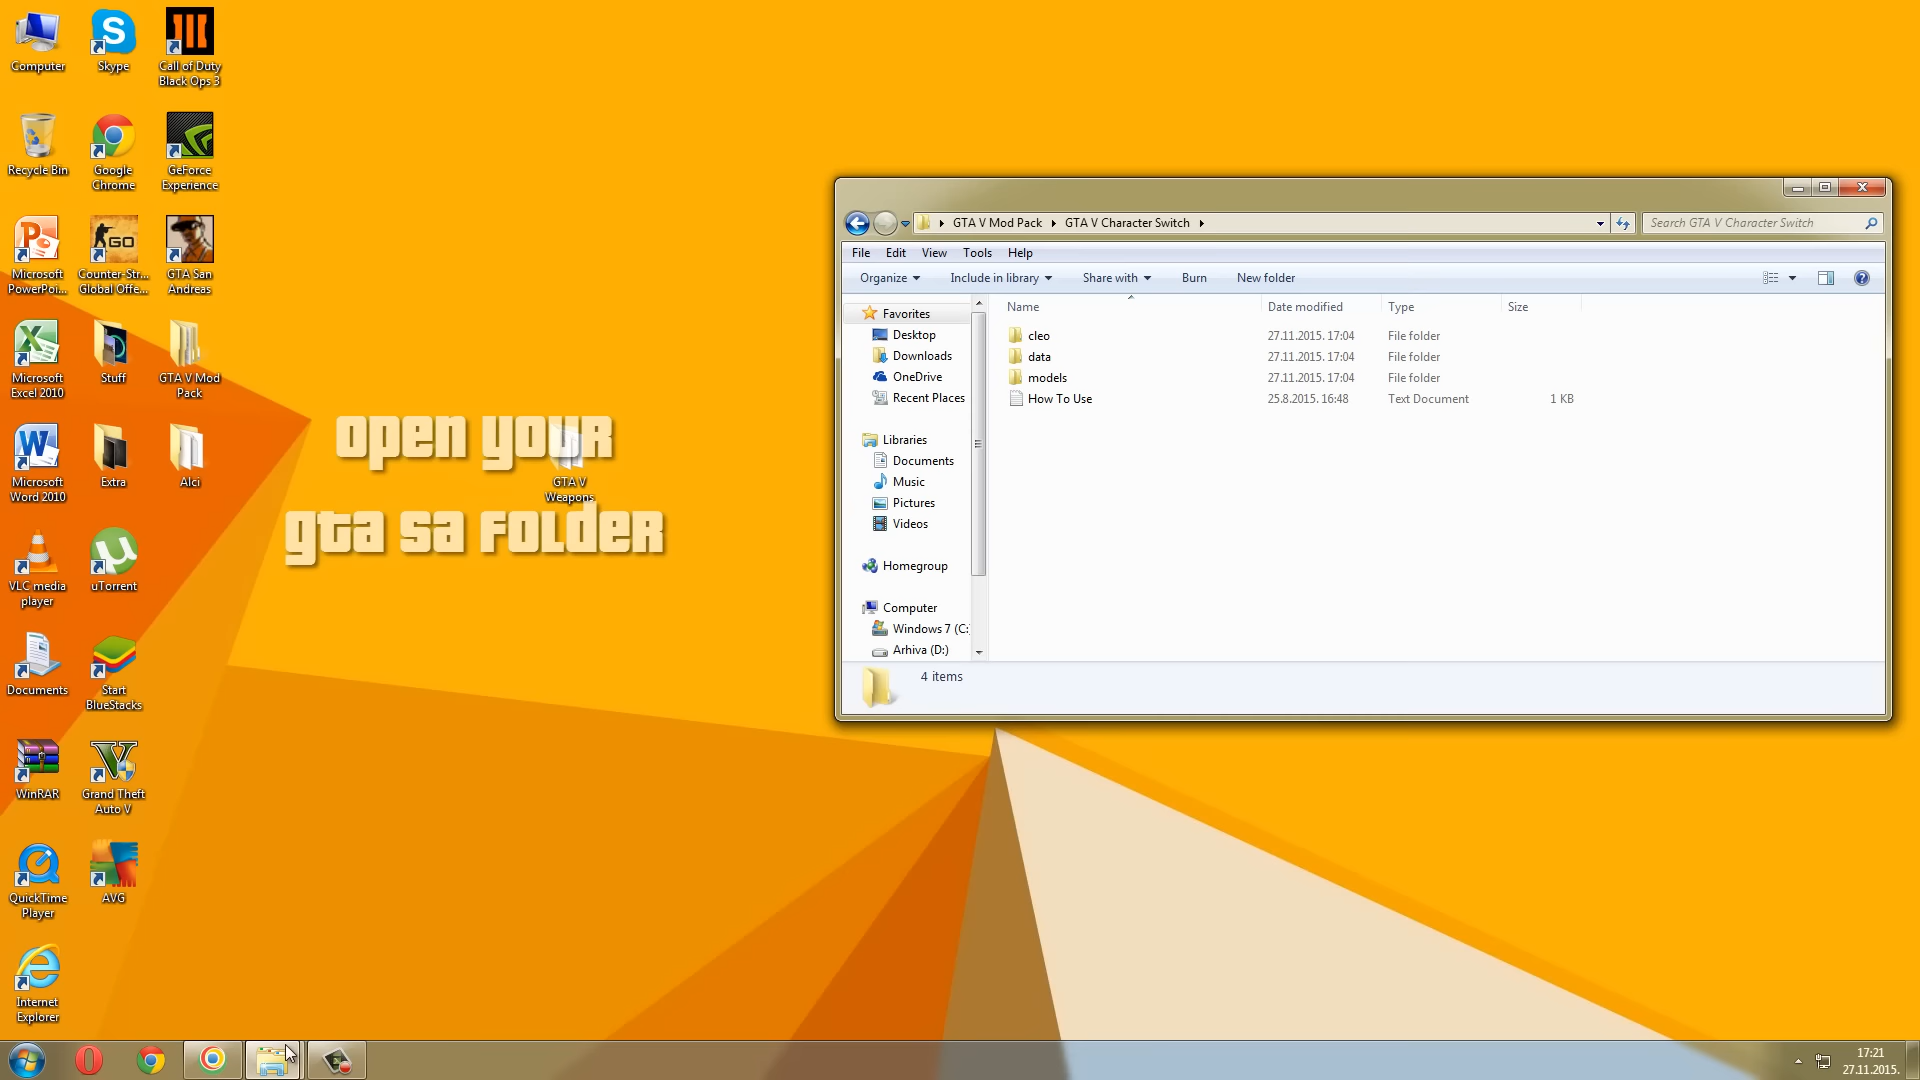 Computer
Skype
Call of Duty
Black Ops 3
Recycle Bin
Google
Chrome
GeForce
Experience
Microsoft
PowerPoi...
Counter-Str...
Global Offe...
GTA San
Andreas
Microsoft
Excel 2010
Stuff
GTA V Mod
Pack
Microsoft
Word 2010
Extra
Alci
VLC media
player
uTorrent
Documents
Start
BlueStacks
WinRAR
Grand Theft
Auto V
QuickTime
Player
AVG
Internet
Explorer
open your
gta sa folder
GTA V
Weapons
GTA V Mod Pack
GTA V Character Switch
Search GTA V Character Switch
File Edit View Tools Help
Organize Include in library Share with Burn New folder
Name Date modified Type Size
cleo 27.11.2015. 17:04 File folder
data 27.11.2015. 17:04 File folder
models 27.11.2015. 17:04 File folder
How To Use 25.8.2015. 16:48 Text Document 1 KB
Favorites
Desktop
Downloads
OneDrive
Recent Places
Libraries
Documents
Music
Pictures
Videos
Homegroup
Computer
Windows 7 (C:
Arhiva (D:)
4 items
17:21
27.11.2015.